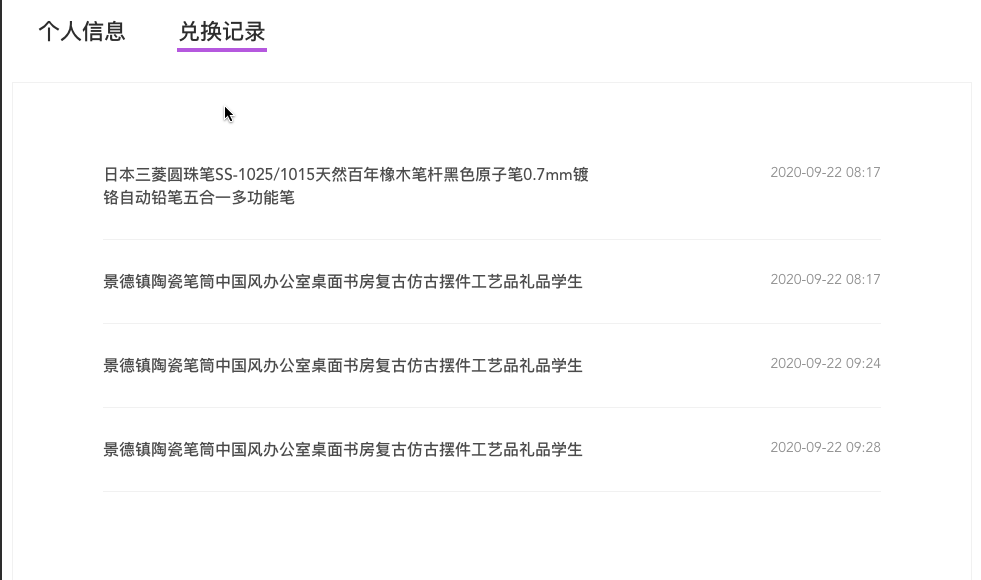 个人信息 兑换记录
日本三菱圆珠笔SS-1025/1015天然百年橡木笔杆黑色原子笔0.7mm镀 2020-09-22 08:17
铬自动铅笔五合一多功能笔
景德镇陶瓷笔筒中国风办公室桌面书房复古仿古摆件工艺品礼品学生 2020-09-22 08:17
景德镇陶瓷笔筒中国风办公室桌面书房复古仿古摆件工艺品礼品学生 2020-09-22 09:24
景德镇陶瓷笔筒中国风办公室桌面书房复古仿古摆件工艺品礼品学生 2020-09-22 09:28